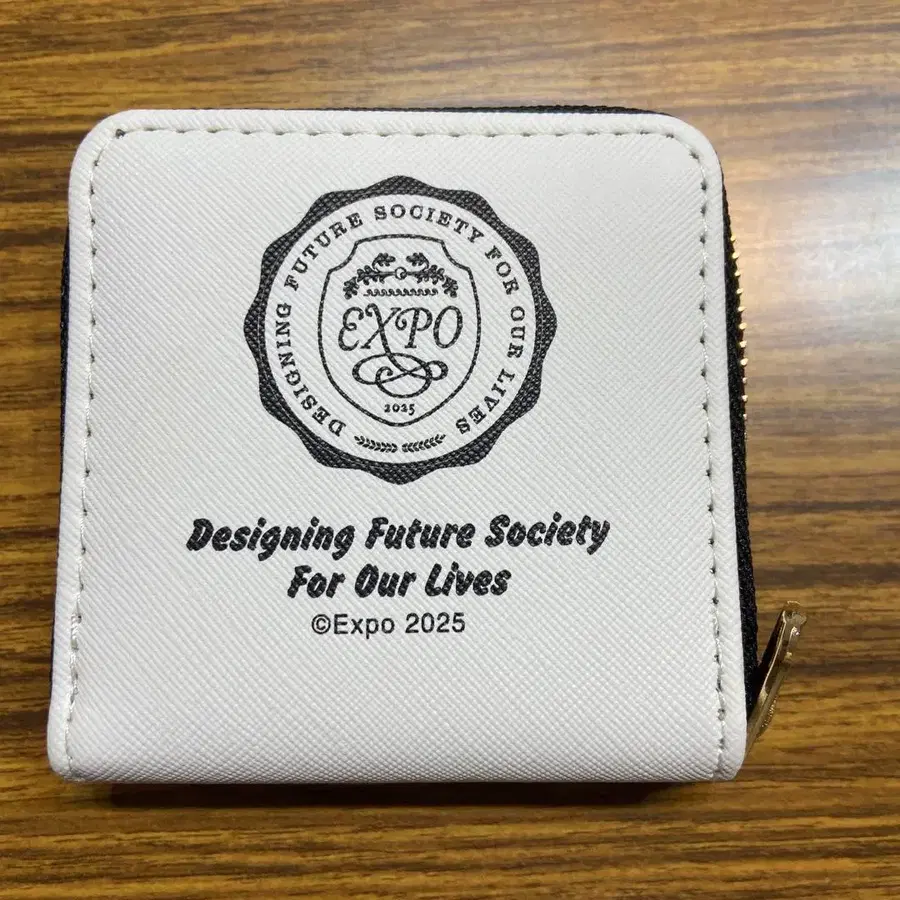 DESIGNING FUTURE SOCIETY FOR OUR LIVES
EXPO
2025
Designing Future Society
For Our Lives
©Expo 2025